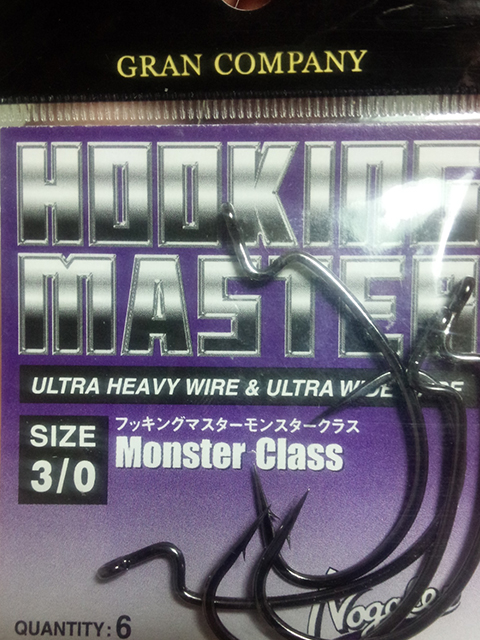 GRAN COMPANY
HOOKING
MASTER
ULTRA HEAVY WIRE & ULTRA WIDE
SIZE
3/0
フッキングマスターモンスタークラス
Monster Class
QUANTITY: 6